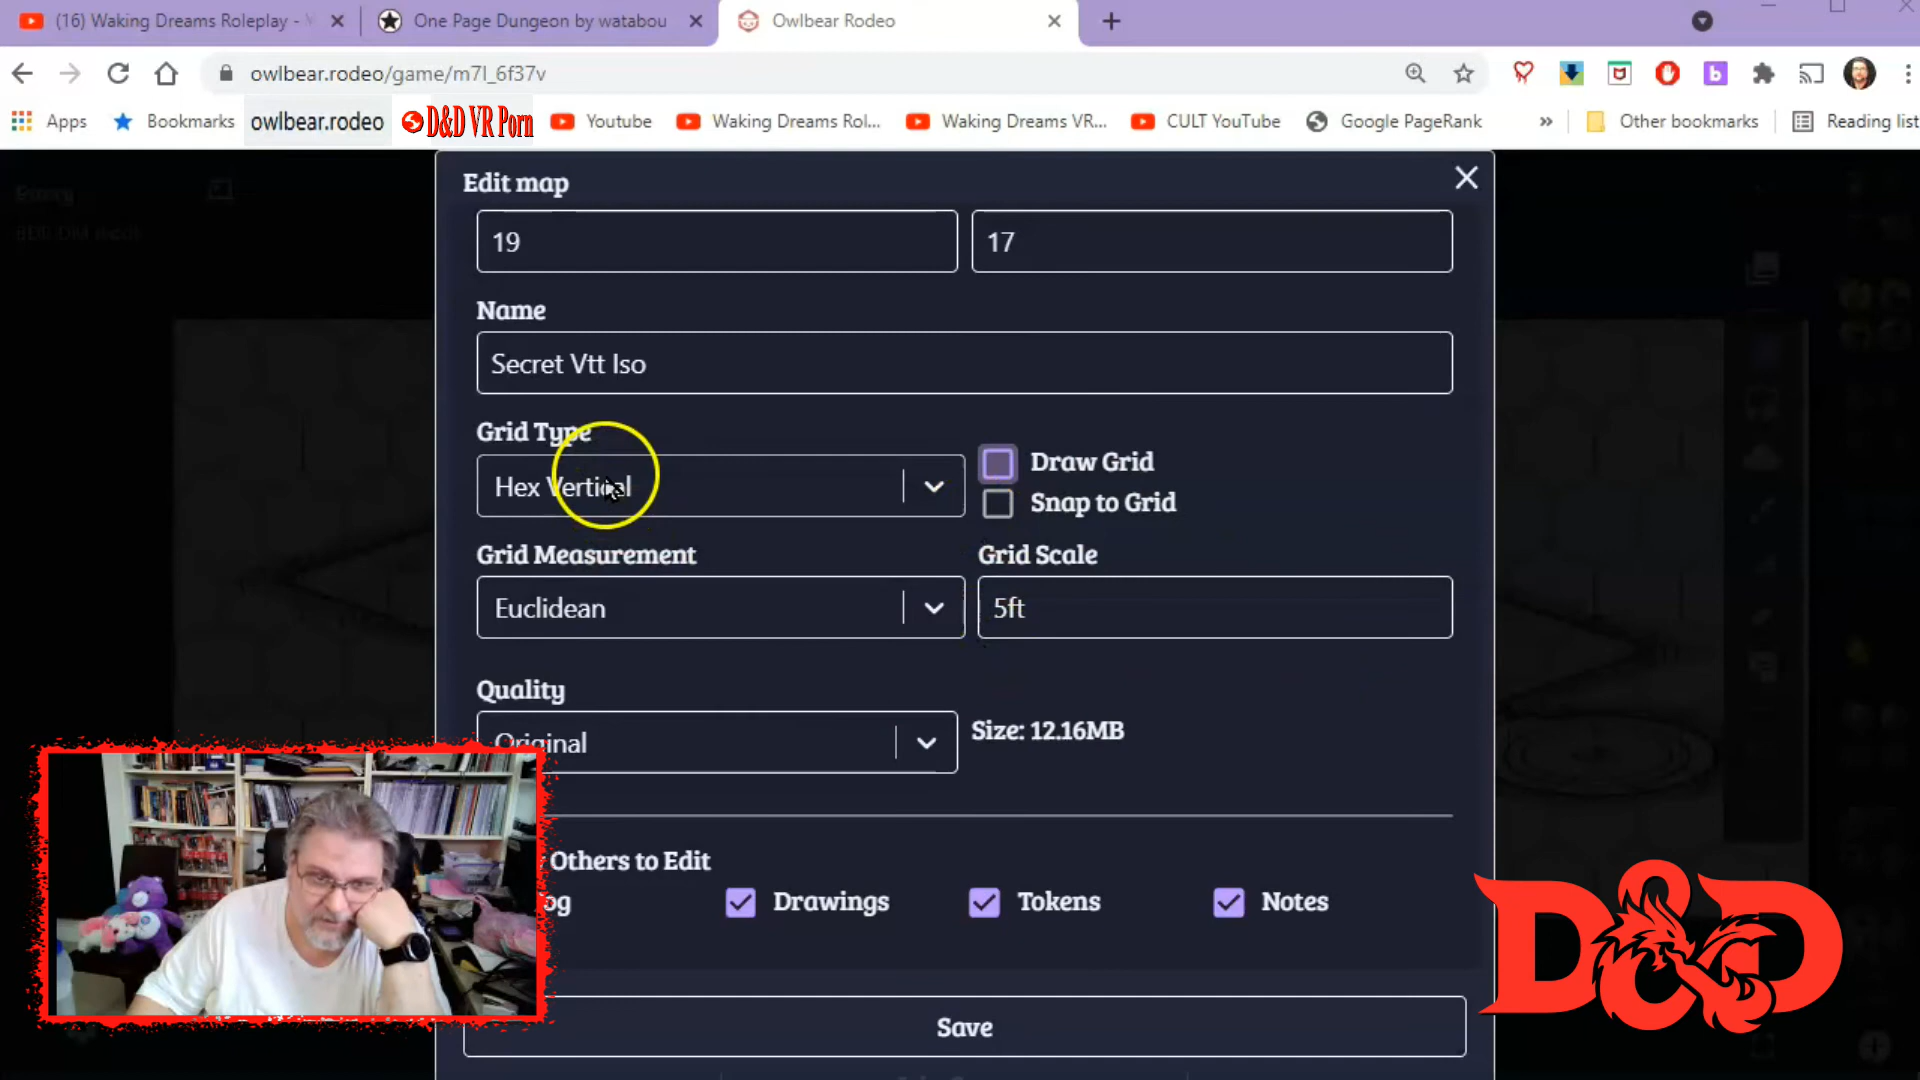 (16) Waking Dreams Roleplay -
One Page Dungeon by watabou
Owlbear Rodeo
owlbear.rodeo/game/m7l_6f37v
Apps
Bookmarks
owlbear.rodeo
D&D VR Porn
Youtube
Waking Dreams Rol...
Waking Dreams VR...
CULT YouTube
Google PageRank
»
Other bookmarks
Reading list
Edit map
19
17
Name
Secret Vtt Iso
Grid Type
Hex Vertical
Draw Grid
Snap to Grid
Grid Measurement
Grid Scale
Euclidean
5ft
Quality
Original
Size: 12.16MB
Others to Edit
og
Drawings
Tokens
Notes
Save
D&D